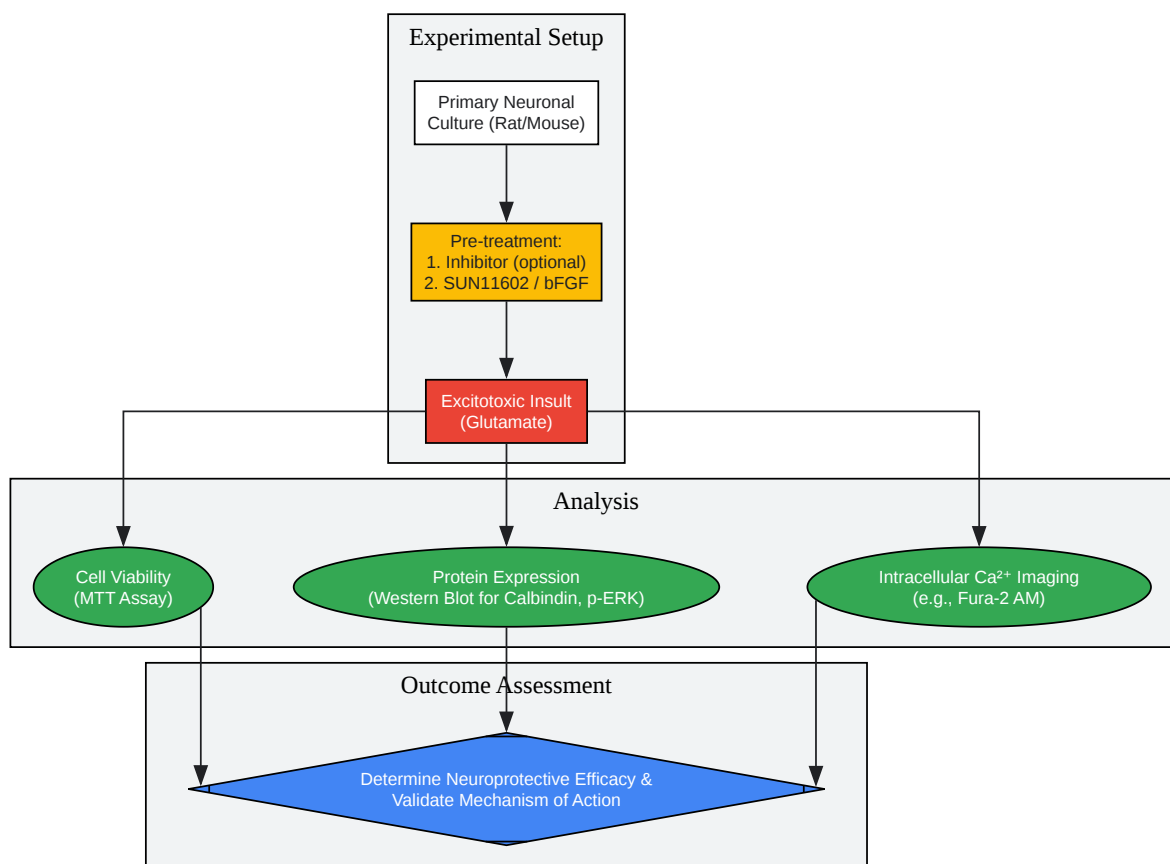 Experimental Setup
Primary Neuronal
Culture (Rat/Mouse)
Pre-treatment:
1. Inhibitor (optional)
2. SUN11602 / bFGF
Excitotoxic Insult
(Glutamate)
Analysis
Cell Viability
(MTT Assay)
Protein Expression
(Western Blot for Calbindin, p-ERK)
Intracellular Ca²⁺ Imaging
(e.g., Fura-2 AM)
Outcome Assessment
Determine Neuroprotective Efficacy &
Validate Mechanism of Action